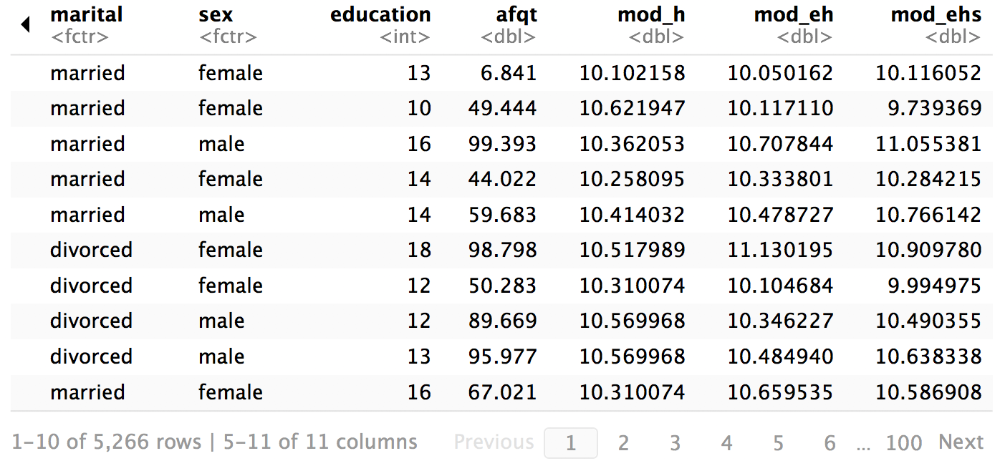 marital sex education afqt mod_h mod_eh mod_ehs
<fctr> <fctr> <int> <dbl> <dbl> <dbl> <dbl>
married female 13 6.841 10.102158 10.050162 10.116052
married female 10 49.444 10.621947 10.117110 9.739369
married male 16 99.393 10.362053 10.707844 11.055381
married female 14 44.022 10.258095 10.333801 10.284215
married male 14 59.683 10.414032 10.478727 10.766142
divorced female 18 98.798 10.517989 11.130195 10.909780
divorced female 12 50.283 10.310074 10.104684 9.994975
divorced male 12 89.669 10.569968 10.346227 10.490355
divorced male 13 95.977 10.569968 10.484940 10.638338
married female 16 67.021 10.310074 10.659535 10.586908
1–10 of 5,266 rows | 5–11 of 11 columns Previous 1 2 3 4 5 6 ... 100 Next